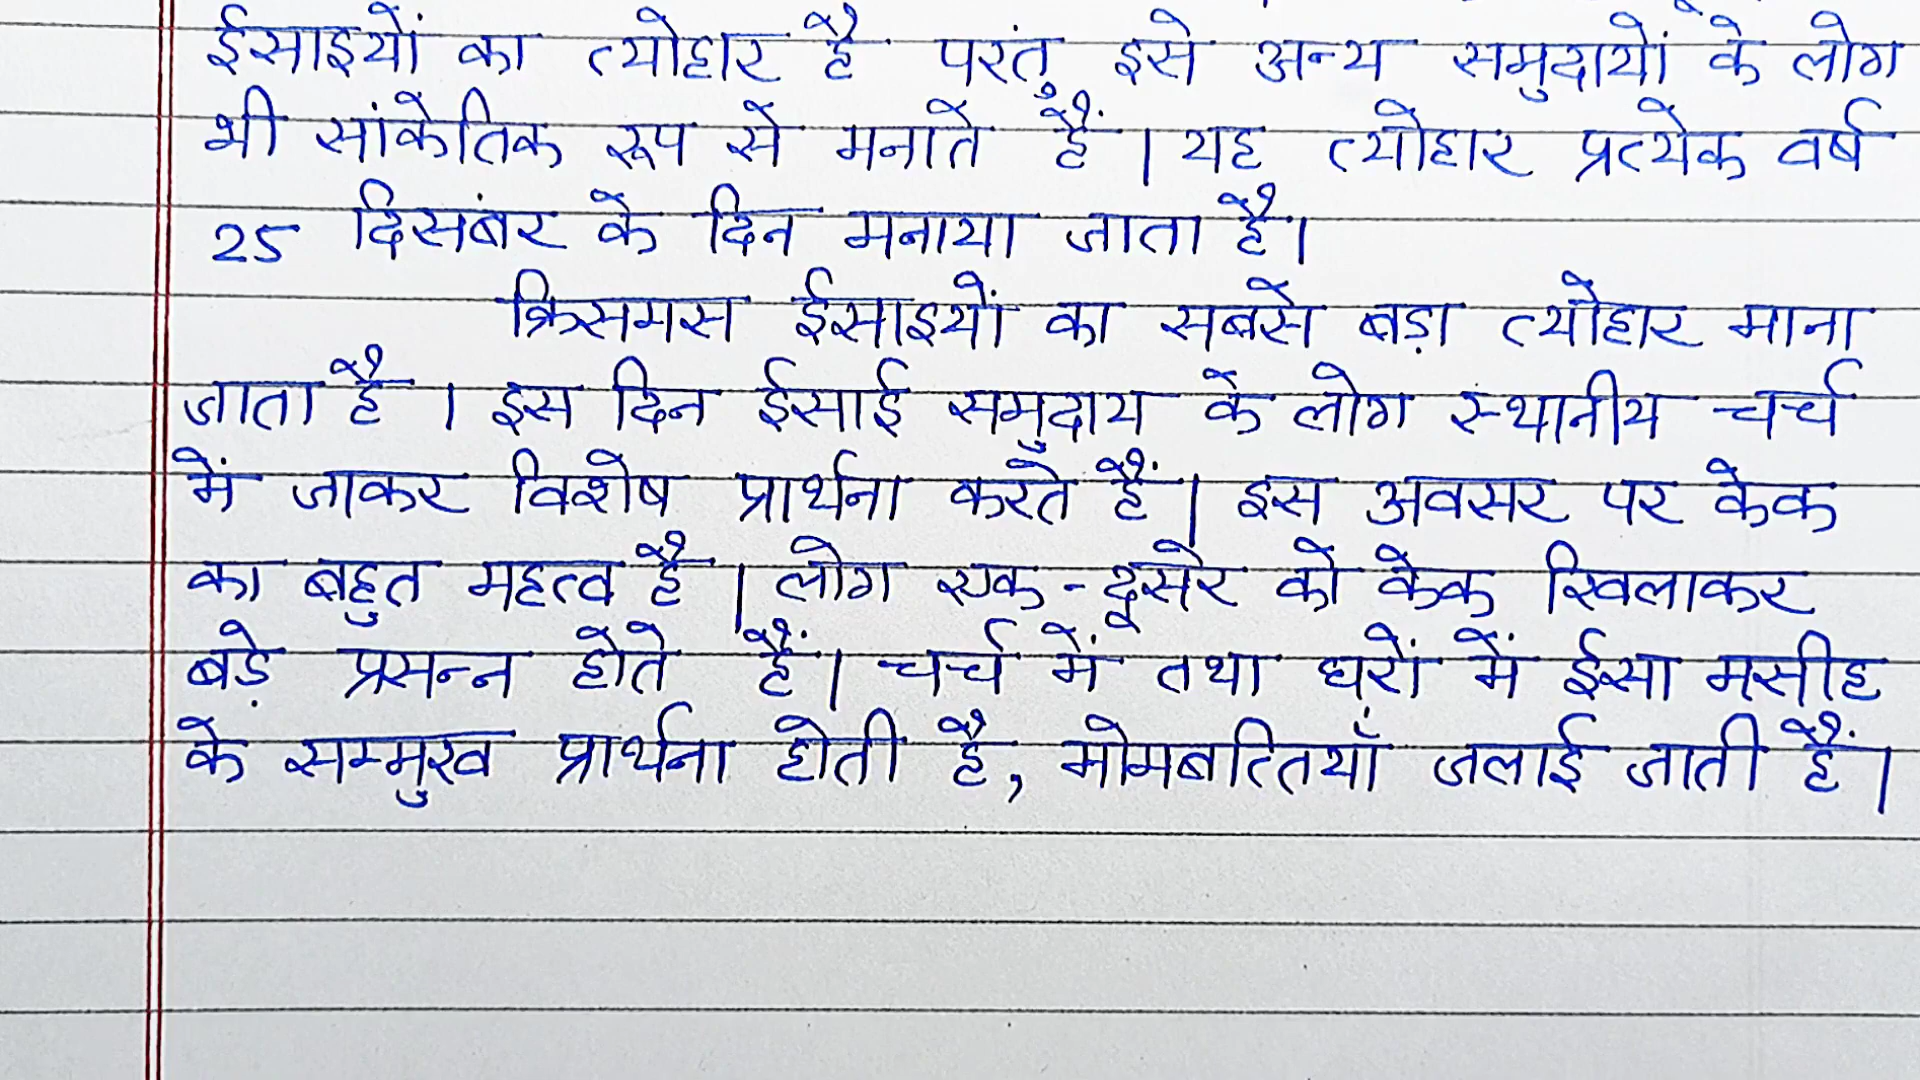 ईसाइयों का त्योहार है परंतु इसे अन्य समुदायों के लोग
भी सांकेतिक रूप से मनाते हैं। यह त्योहार प्रत्येक वर्ष
25 दिसंबर के दिन मनाया जाता है।
क्रिसमस ईसाइयों का सबसे बड़ा त्योहार माना
जाता है। इस दिन ईसाई समुदाय के लोग स्थानीय चर्च
में जाकर विशेष प्रार्थना करते हैं। इस अवसर पर केक
का बहुत महत्व है। लोग एक-दूसरे को केक खिलाकर
बड़े प्रसन्न होते हैं। चर्च में तथा घरों में ईसा मसीह
के सम्मुख प्रार्थना होती है, मोमबत्तियाँ जलाई जाती हैं।